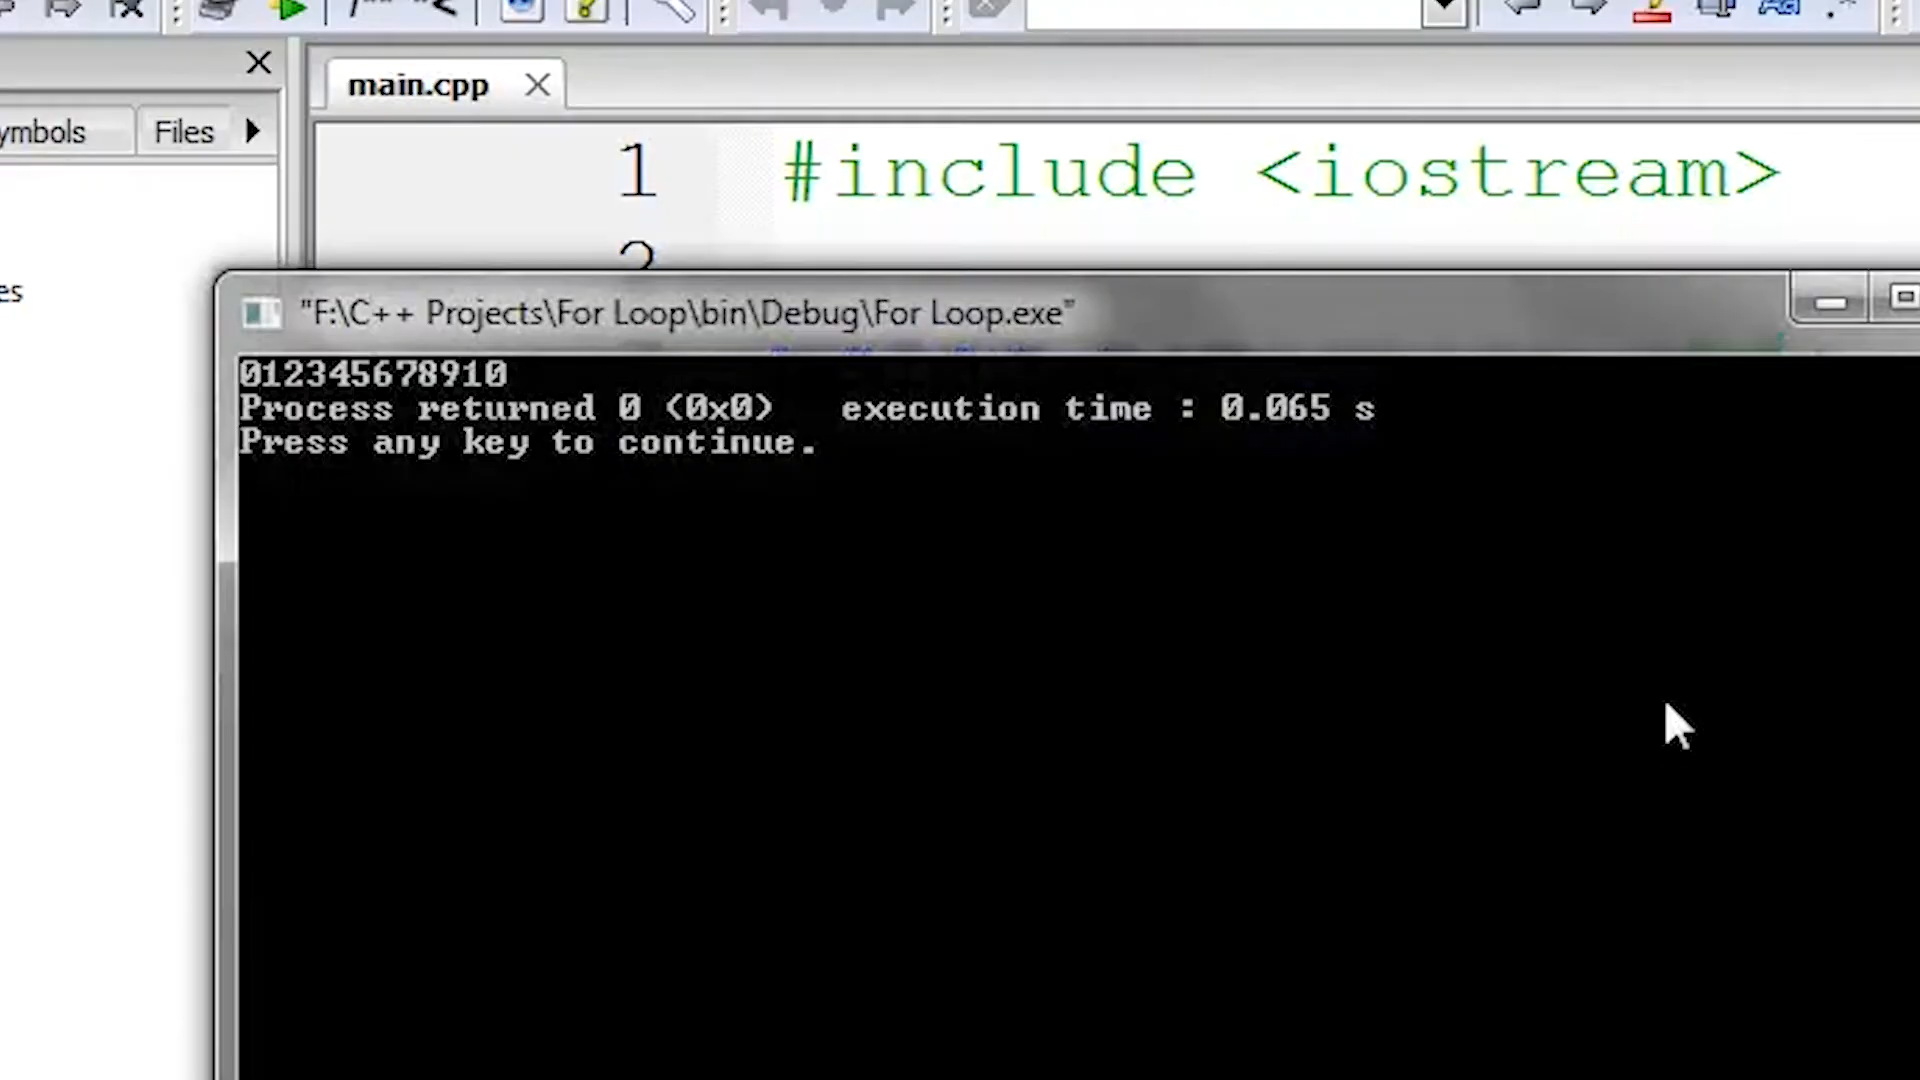 main.cpp
ymbols
Files
1
#include <iostream>
2
es
"F:\C++ Projects\For Loop\bin\Debug\For Loop.exe"
012345678910
Process returned 0 (0x0)   execution time : 0.065 s
Press any key to continue.